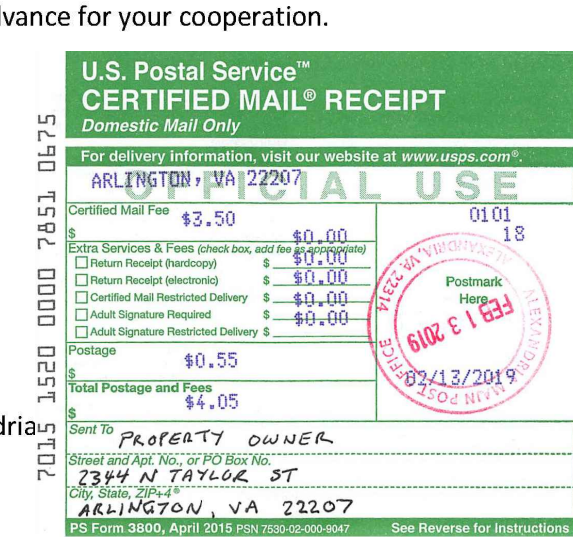 lvance for your cooperation.
U.S. Postal Service™
CERTIFIED MAIL® RECEIPT
Domestic Mail Only
For delivery information, visit our website at www.usps.com®.
ARLINGTON, VA 22207
OFFICIAL USE
Certified Mail Fee $3.50
$
$0.00
Extra Services & Fees (check box, add fee as appropriate)
Return Receipt (hardcopy) $ $0.00
Return Receipt (electronic) $ $0.00
Certified Mail Restricted Delivery $ $0.00
Adult Signature Required $ $0.00
Adult Signature Restricted Delivery $
Postage
$0.55
$
Total Postage and Fees
$4.05
$
0101
18
Postmark
Here
02/13/2019
ALEXANDRIA, VA. 22314
FEB 13 2019
ALEXANDRIA MAIN POST OFFICE
Sent To
PROPERTY OWNER
Street and Apt. No., or PO Box No.
2344 N TAYLOR ST
City, State, ZIP+4®
ARLINGTON, VA 22207
PS Form 3800, April 2015 PSN 7530-02-000-9047 See Reverse for Instructions
7015 1520 0000 7851 0675
dria